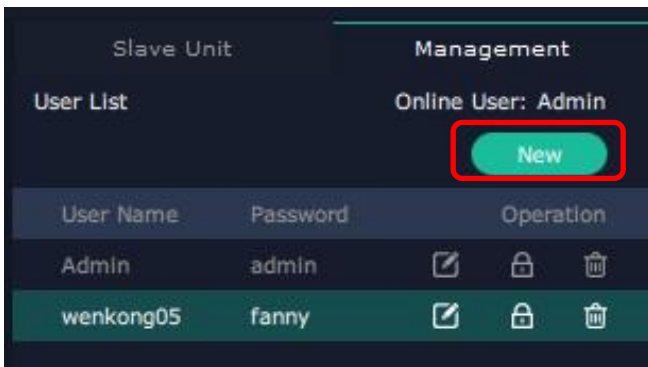 Slave Unit Management
User List Online User: Admin
New
User Name Password Operation
Admin admin
wenkong05 fanny